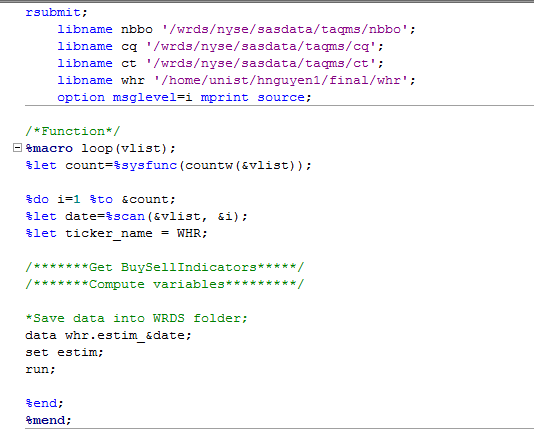 rsubmit;
libname nbbo '/wrds/nyse/sasdata/taqms/nbbo';
libname cq '/wrds/nyse/sasdata/taqms/cq';
libname ct '/wrds/nyse/sasdata/taqms/ct';
libname whr '/home/unist/hnguyen1/final/whr';
option msglevel=i mprint source;
/*Function*/
%macro loop(vlist);
%let count=%sysfunc(countw(&vlist));
%do i=1 %to &count;
%let date=%scan(&vlist, &i);
%let ticker_name = WHR;
/*******Get BuySellIndicators*****/
/*******Compute variables*********/
*Save data into WRDS folder;
data whr.estim_&date;
set estim;
run;
%end;
%mend;